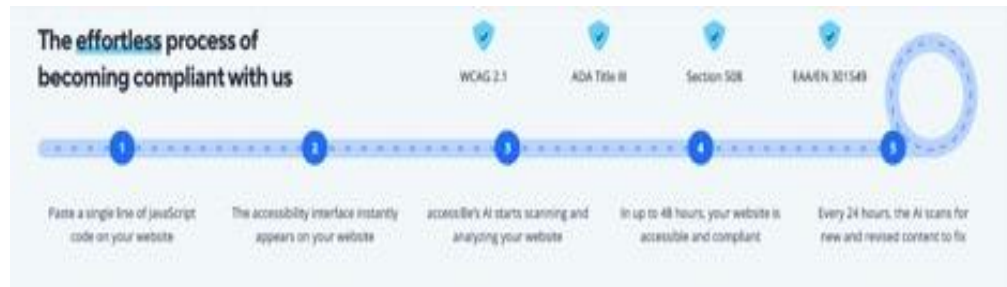 The effortless process of
becoming compliant with us
WCAG 2.1
ADA Title III
Section 508
EAA/EN 301549
1
2
3
4
5
Paste a single line of JavaScript
code on your website
The accessibility interface instantly
appears on your website
accessiBe's AI starts scanning and
analyzing your website
In up to 48 hours, your website is
accessible and compliant
Every 24 hours, the AI scans for
new and revised content to fix